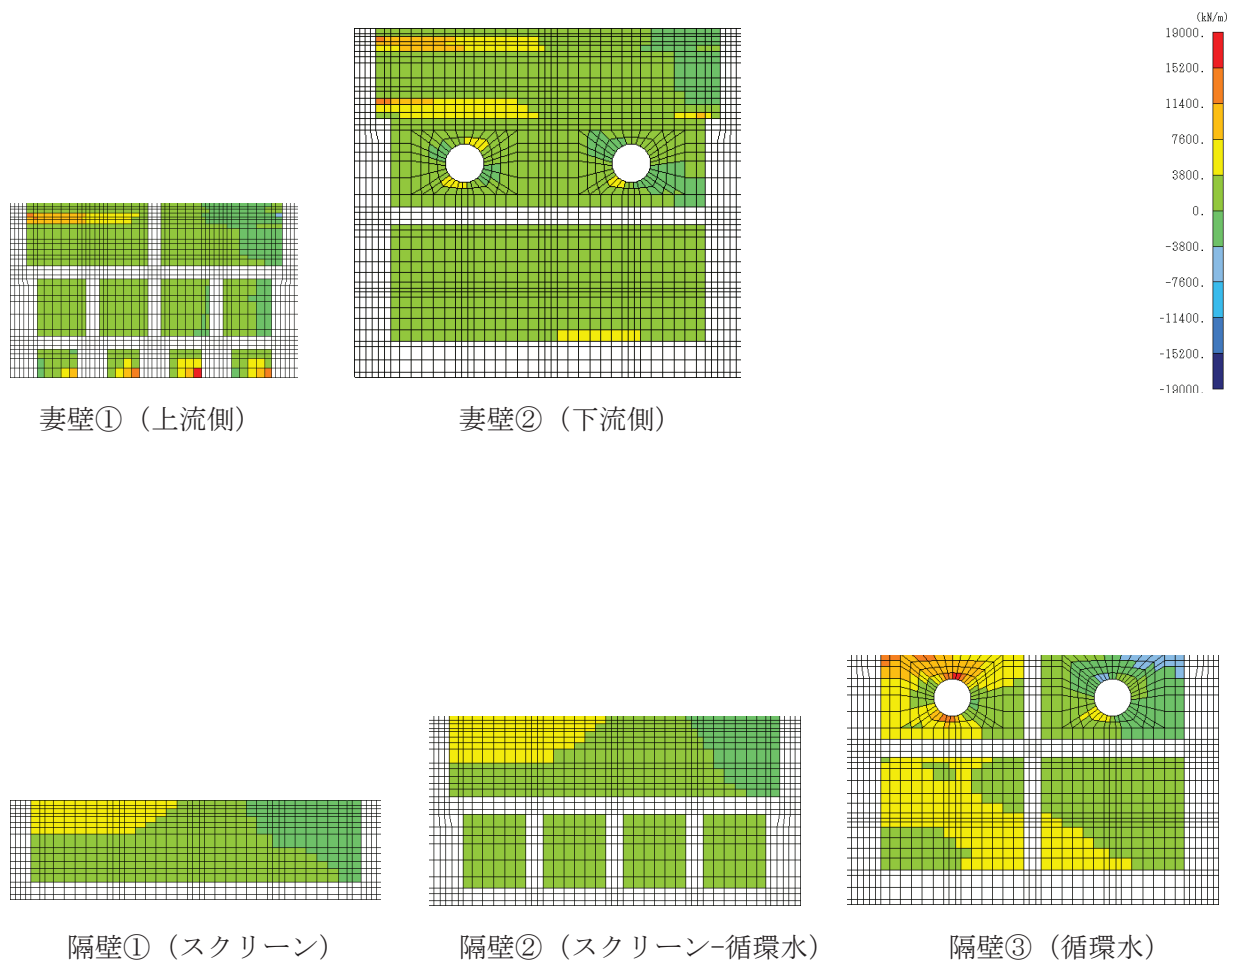 (kN/m)
19000.
15200.
11400.
7600.
3800.
0.
-3800.
-7600.
-11400.
-15200.
-19000.
妻壁①（上流側）
妻壁②（下流側）
隔壁①（スクリーン）
隔壁②（スクリーン-循環水）
隔壁③（循環水）